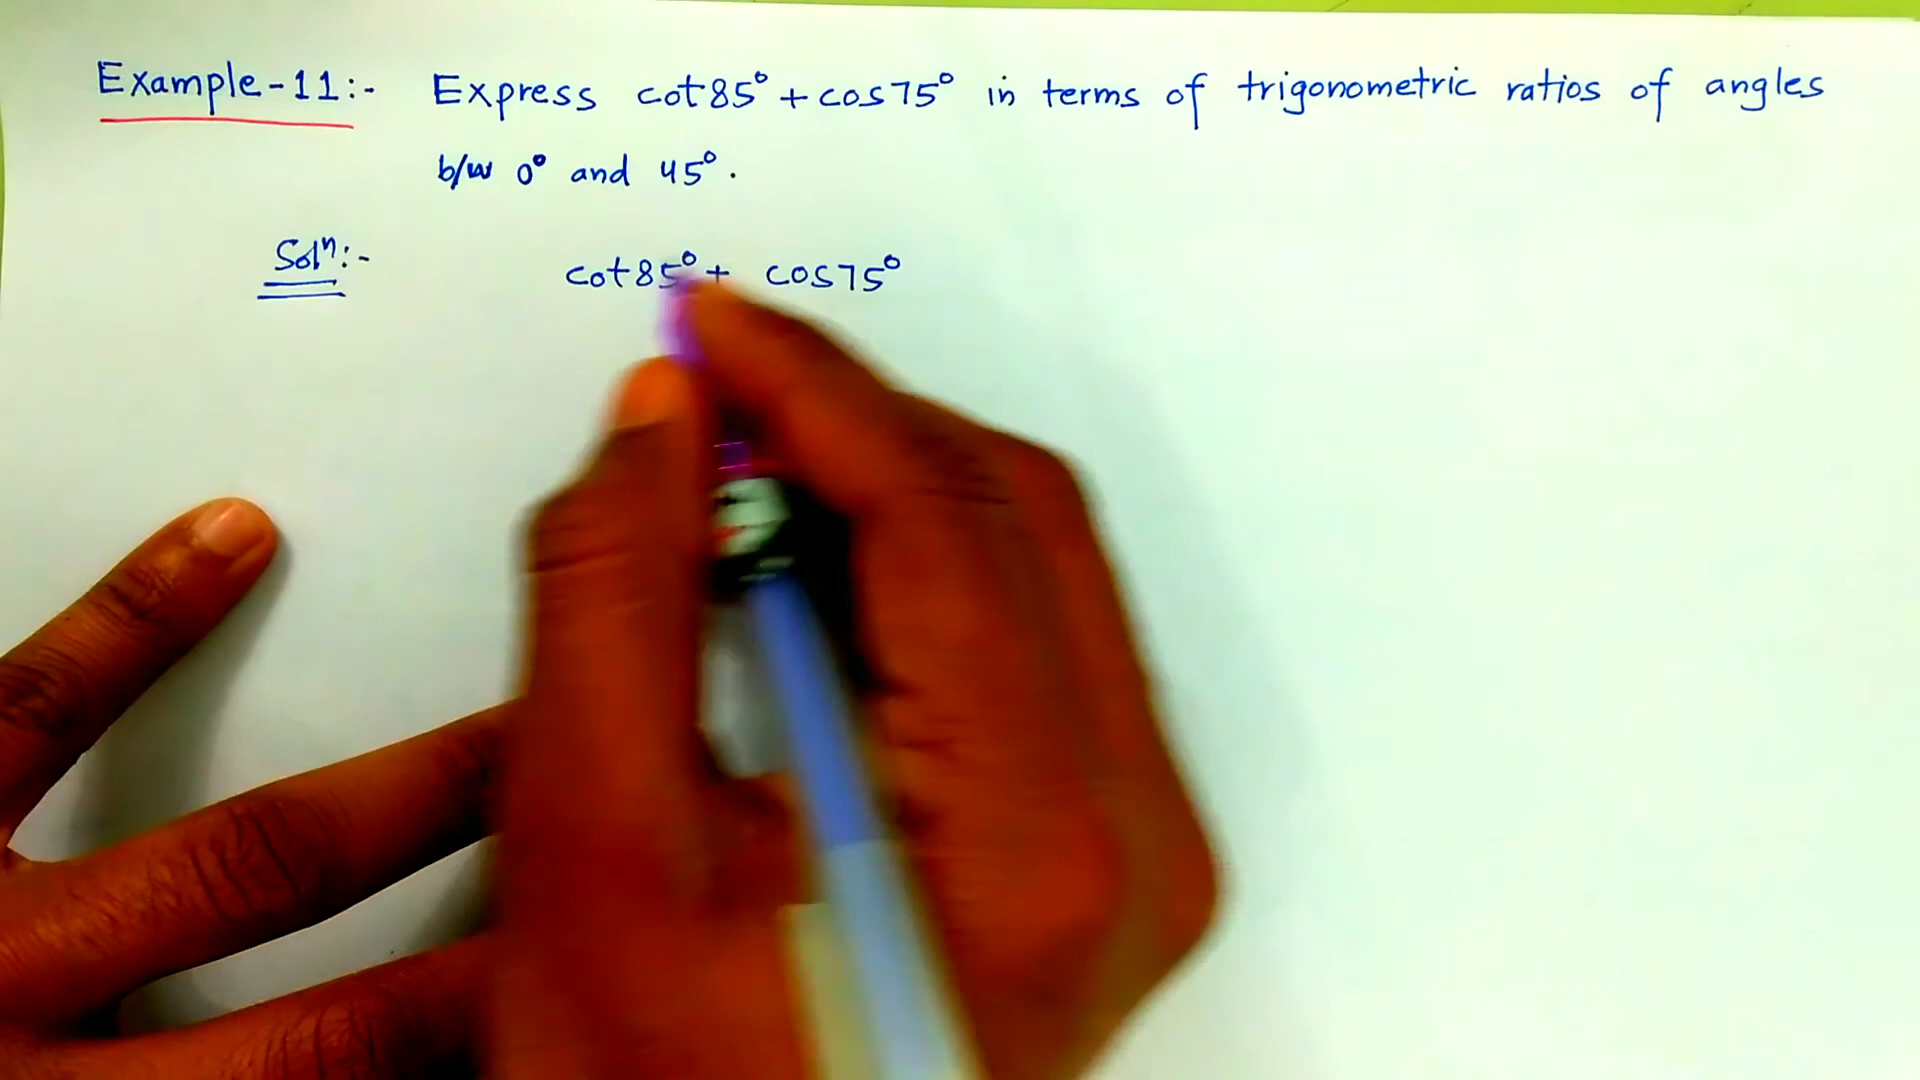 Example-11:- Express cot85° + cos75° in terms of trigonometric ratios of angles
b/w 0° and 45°.
Solⁿ:- cot85° + cos75°